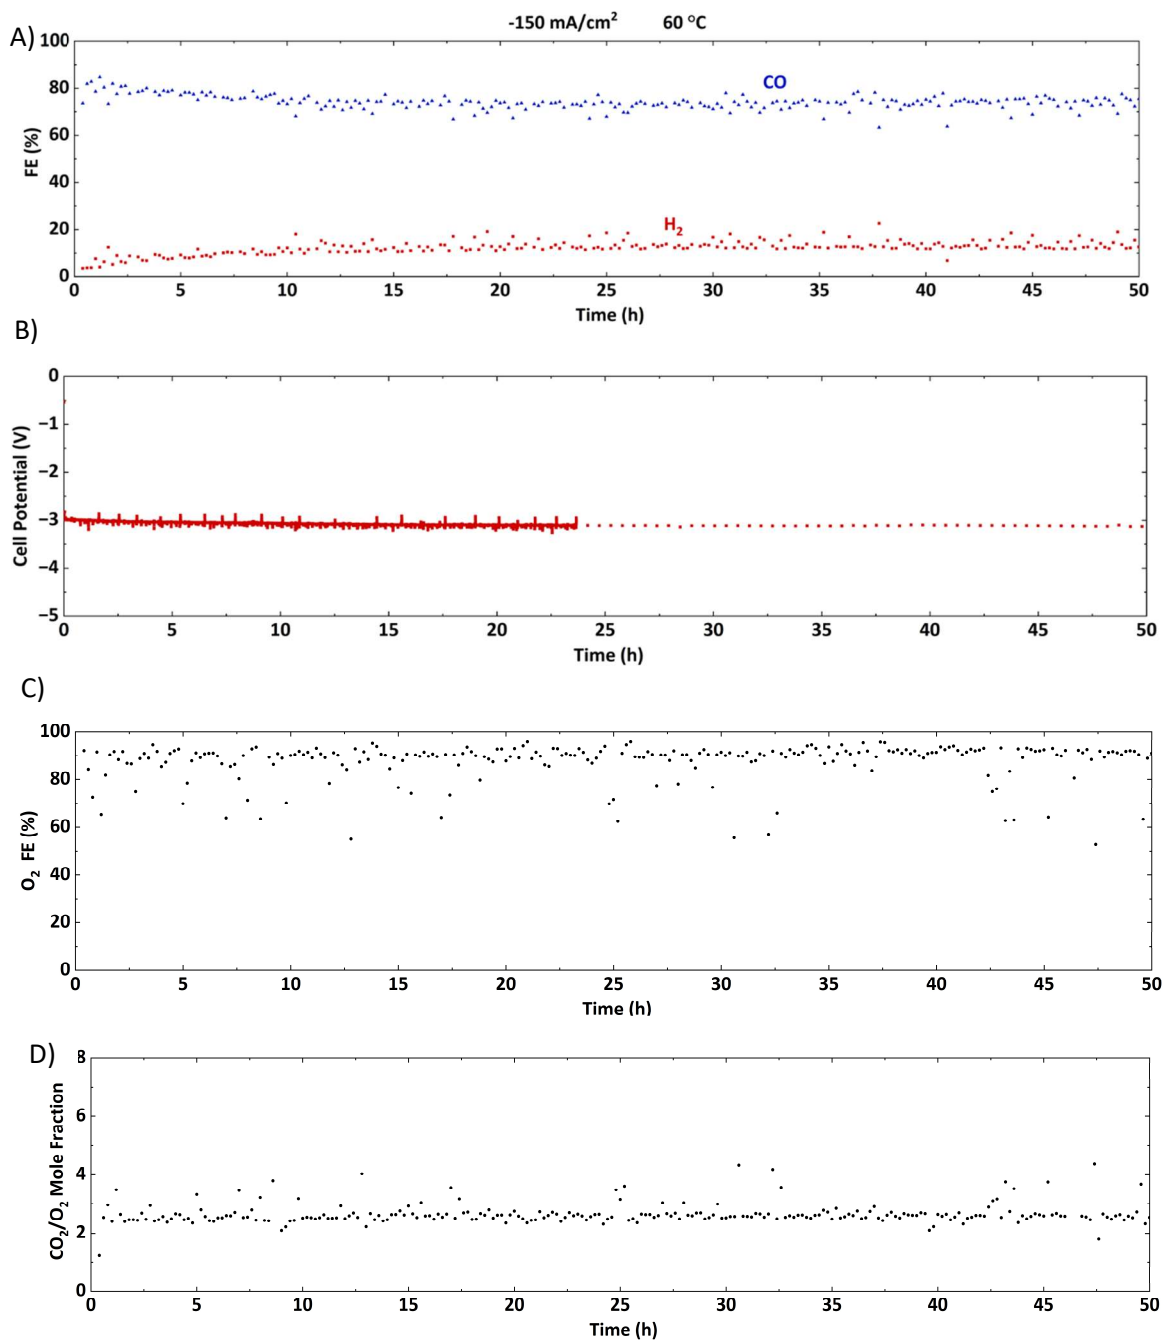 -150 mA/cm² 60 °C
A)
100
80
60
40
20
0
FE (%)
CO
H₂
0 5 10 15 20 25 30 35 40 45 50
Time (h)
B)
0
−1
−2
−3
−4
−5
Cell Potential (V)
0 5 10 15 20 25 30 35 40 45 50
Time (h)
C)
100
80
60
40
20
0
O₂ FE (%)
0 5 10 15 20 25 30 35 40 45 50
Time (h)
D)
8
6
4
2
0
CO₂/O₂ Mole Fraction
0 5 10 15 20 25 30 35 40 45 50
Time (h)